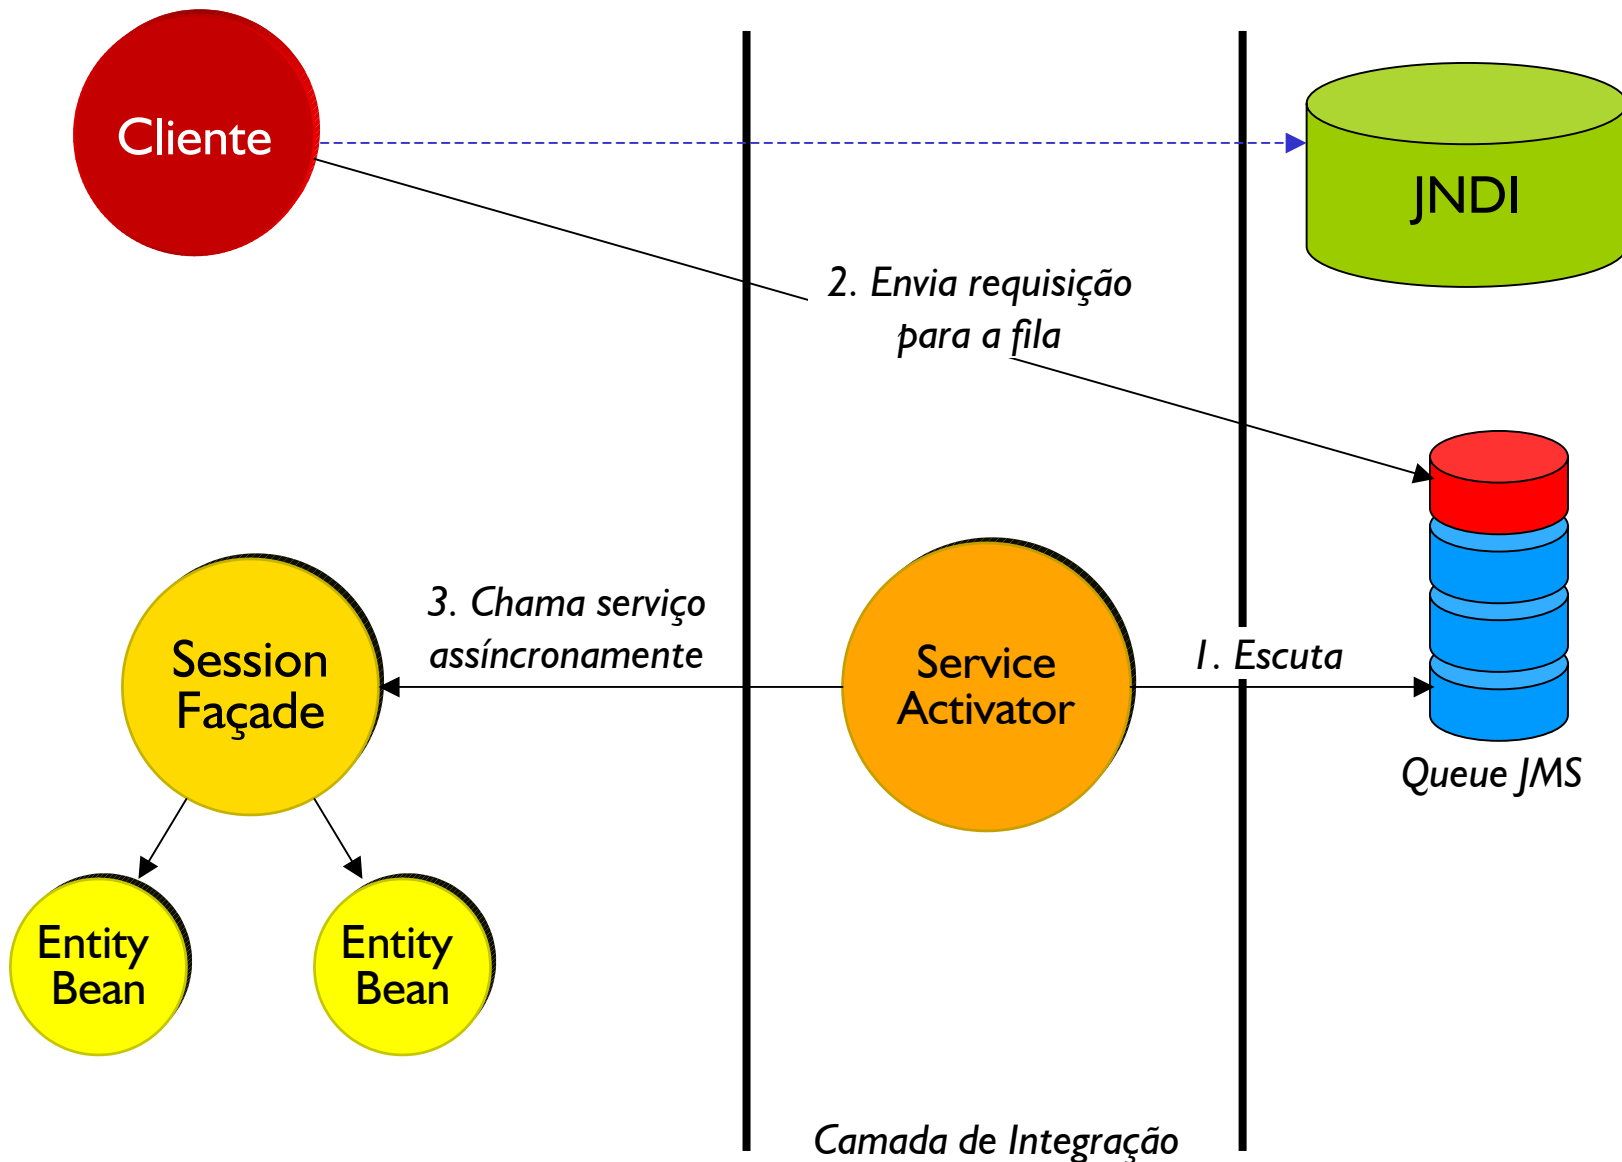 Cliente
JNDI
2. Envia requisição
para a fila
3. Chama serviço
assíncronamente
Session
Façade
Service
Activator
1. Escuta
Queue JMS
Entity
Bean
Entity
Bean
Camada de Integração